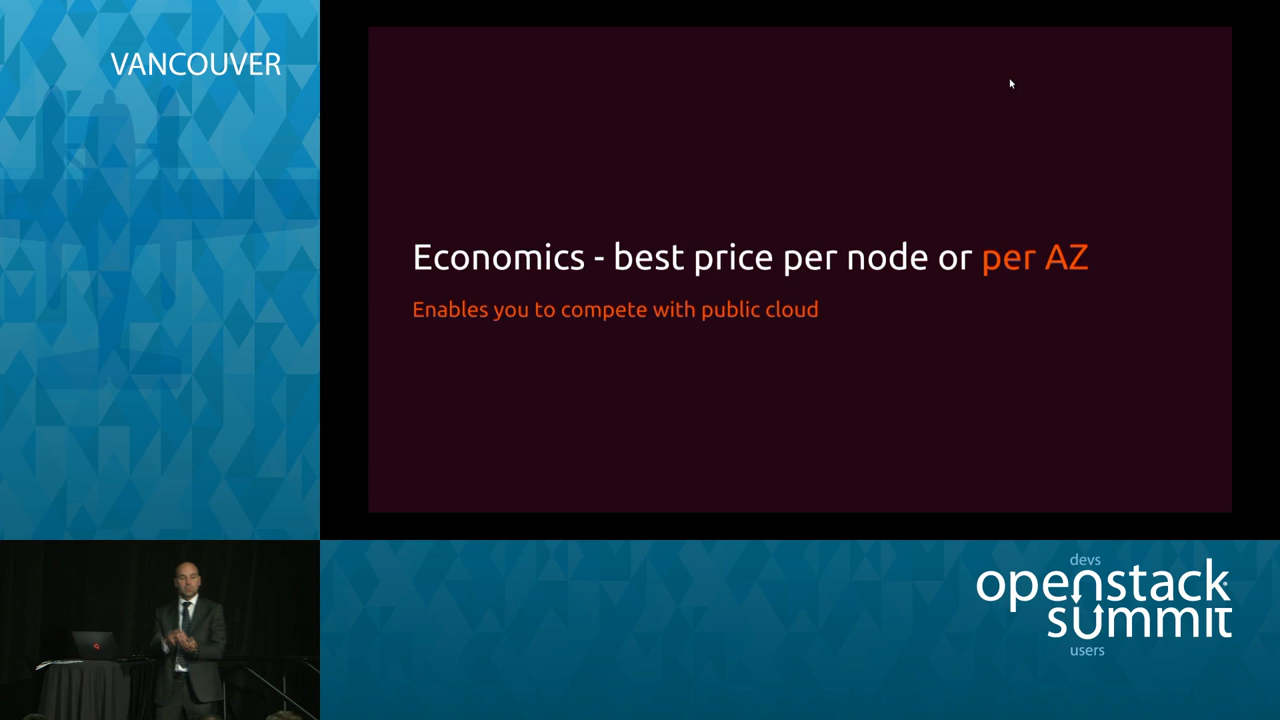 VANCOUVER
Economics - best price per node or per AZ
Enables you to compete with public cloud
devs
openstack
summit
users